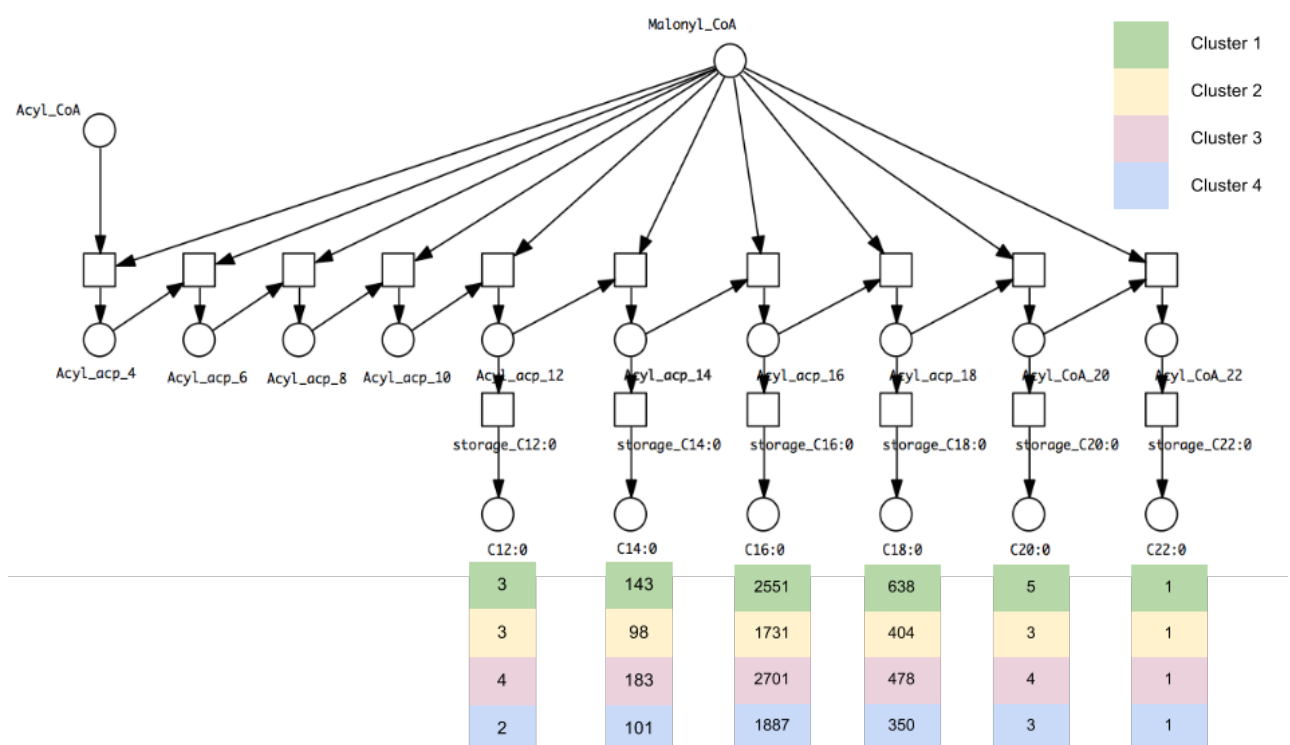 Malonyl_CoA
Cluster 1
Cluster 2
Acyl_CoA
Cluster 3
Cluster 4
Acyl_acp_4
Acyl_acp_6
Acyl_acp_8
Acyl_acp_10
Acyl_acp_12
Acyl_acp_14
Acyl_acp_16
Acyl_acp_18
Acyl_CoA_20
Acyl_CoA_22
storage_C12:0
storage_C14:0
storage_C16:0
storage_C18:0
storage_C20:0
storage_C22:0
C12:0
C14:0
C16:0
C18:0
C20:0
C22:0
3 143 2551 638 5 1
3 98 1731 404 3 1
4 183 2701 478 4 1
2 101 1887 350 3 1